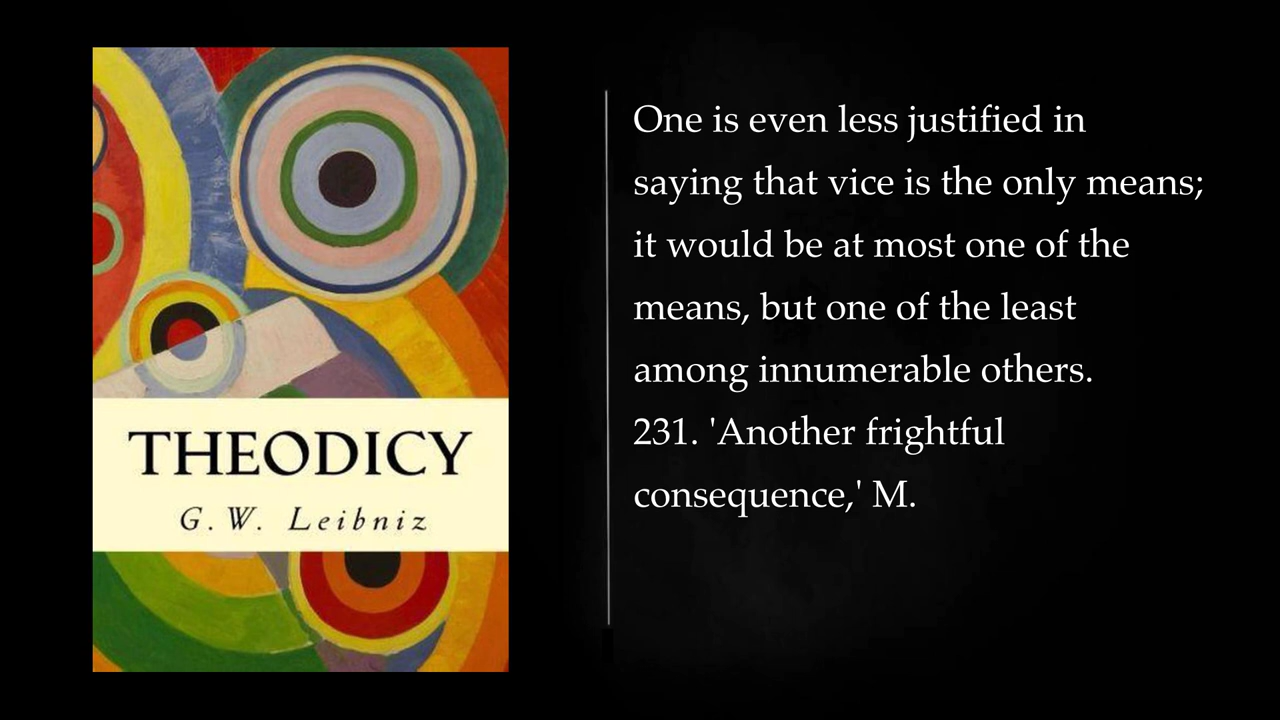 THEODICY
G. W. Leibniz
One is even less justified in
saying that vice is the only means;
it would be at most one of the
means, but one of the least
among innumerable others.
231. 'Another frightful
consequence,' M.